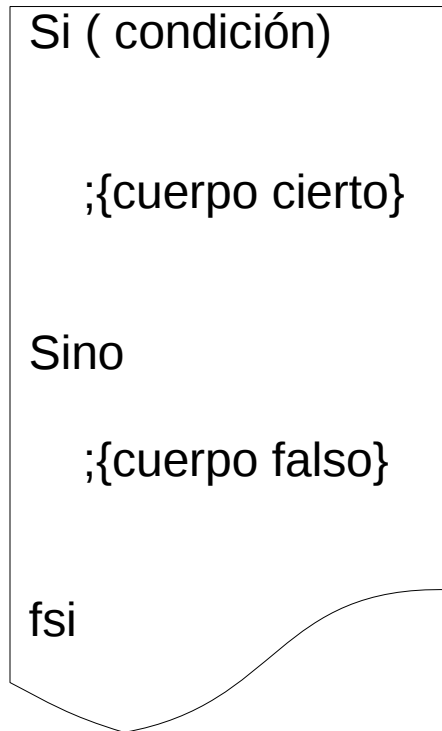 Si ( condición)
;{cuerpo cierto}
Sino
;{cuerpo falso}
fsi